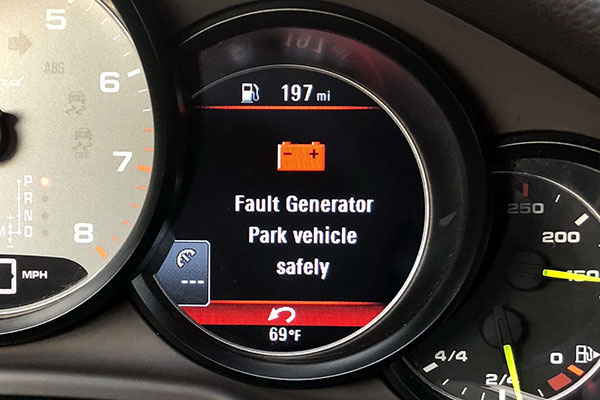 5
ABS
6
7
8
P
R
N
M D
+
-
OFF
MPH
197 mi
- +
Fault Generator
Park vehicle
safely
---
69°F
250
200
150
4/4
2/4
0